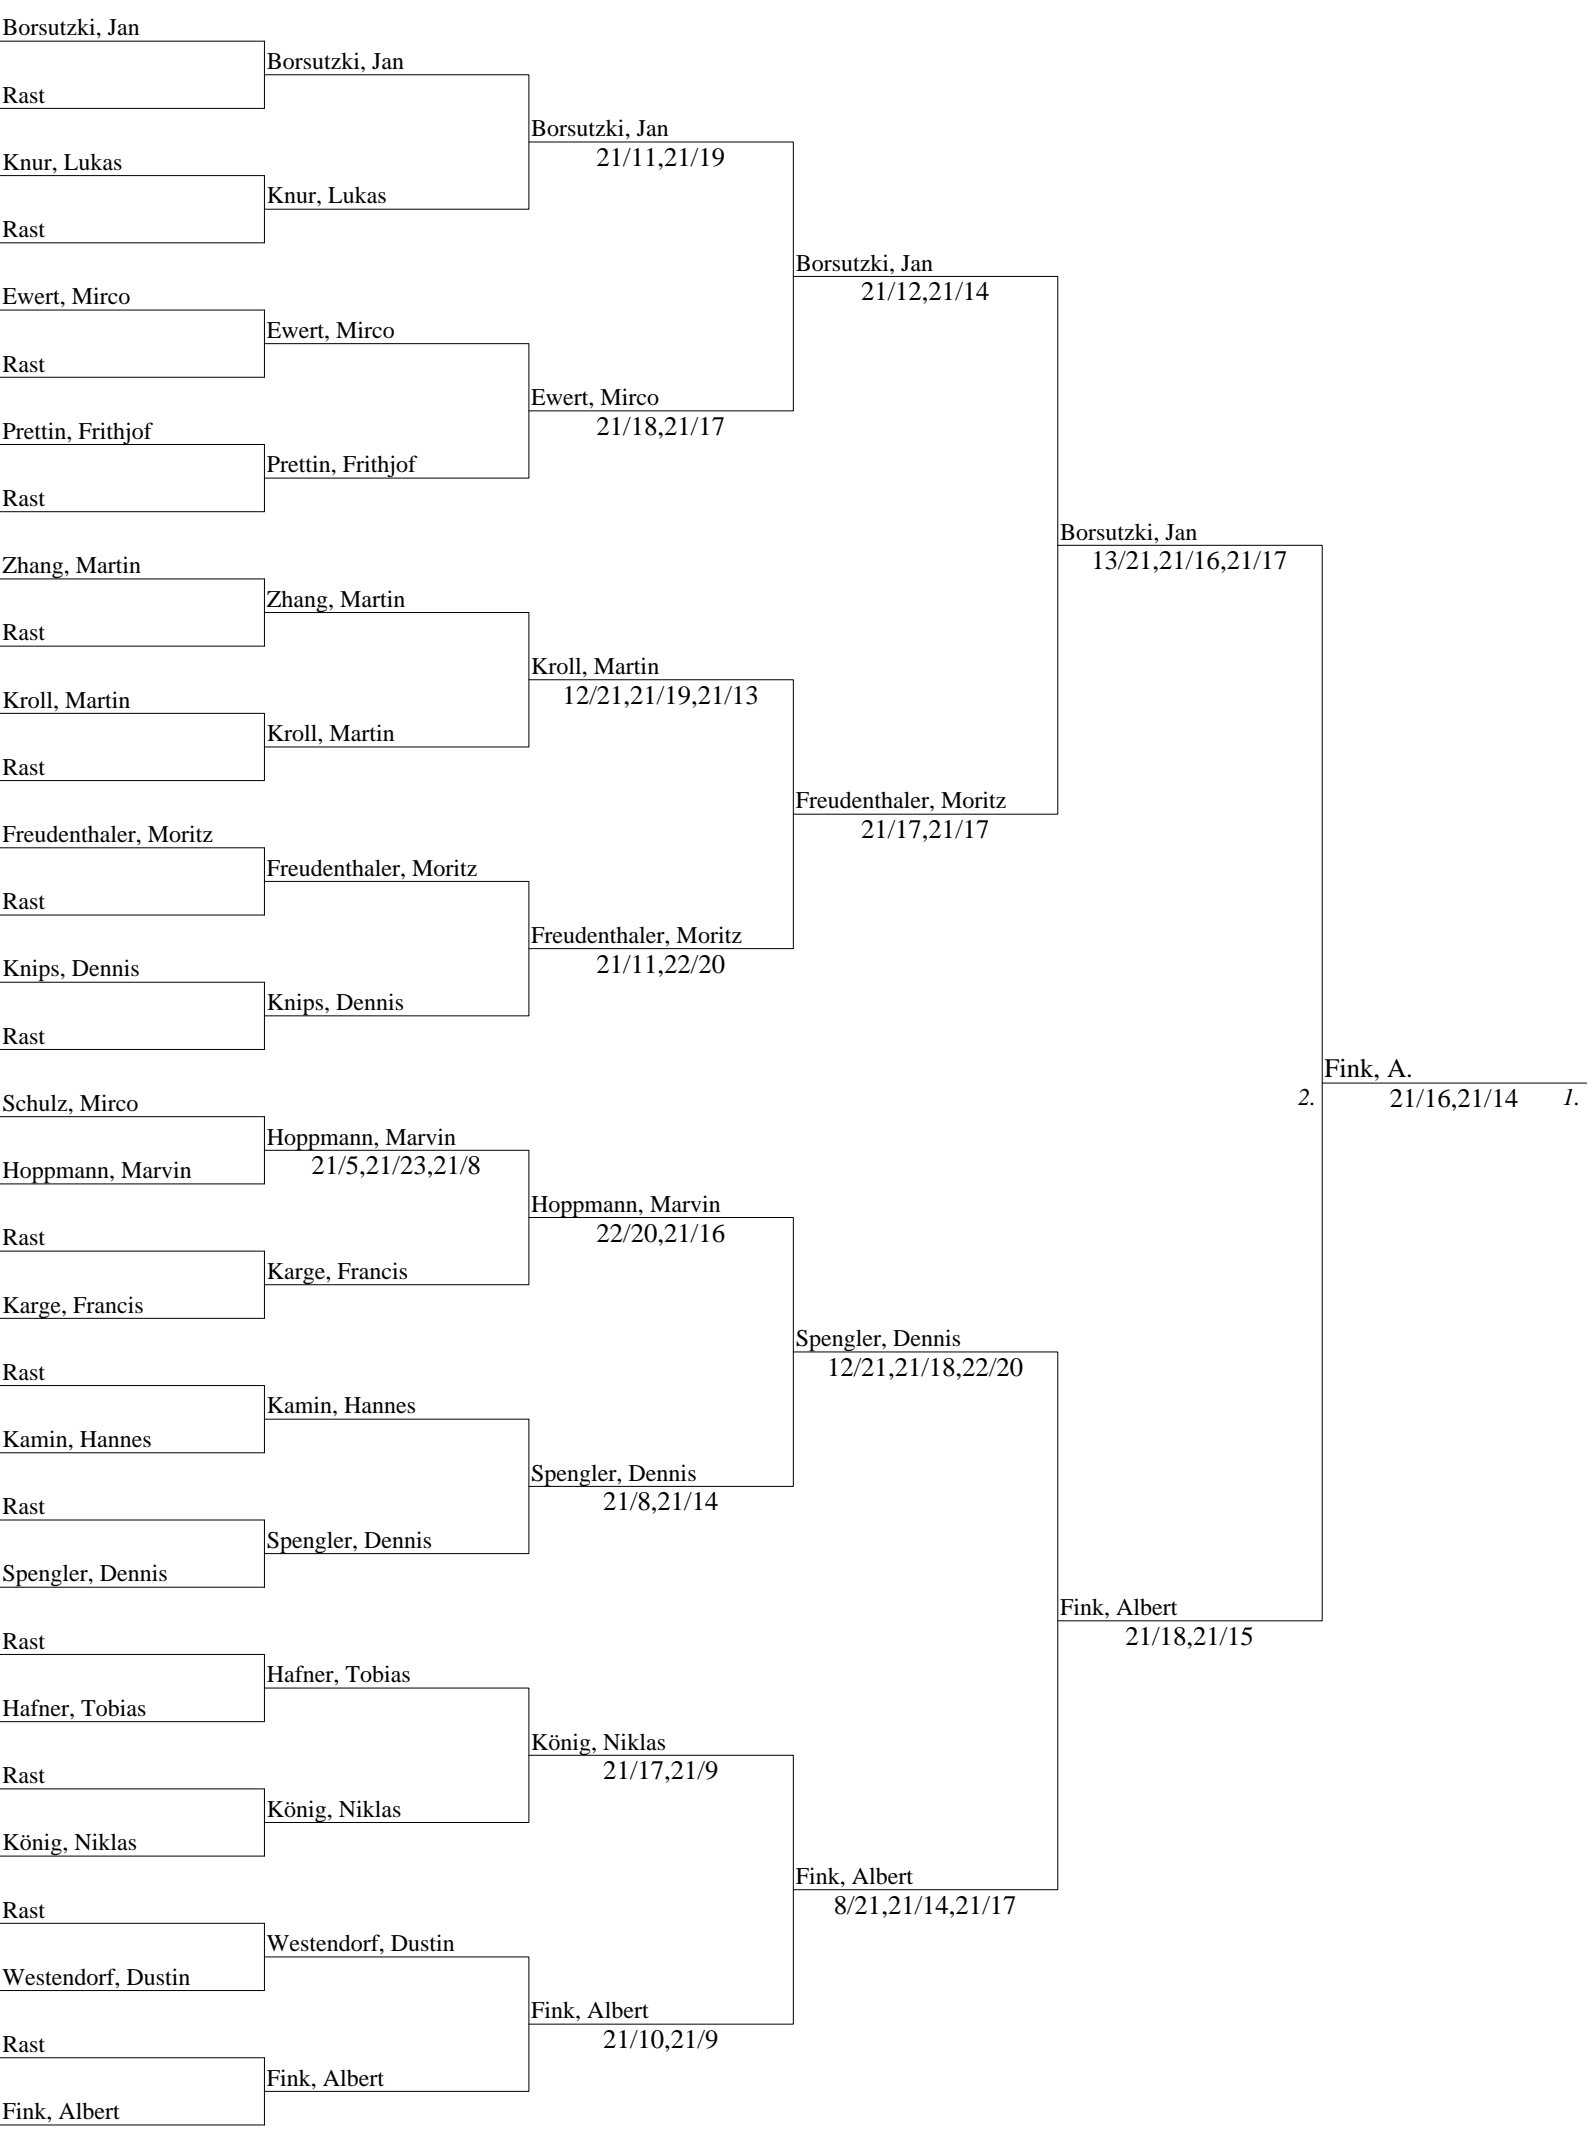 Borsutzki, Jan
Borsutzki, Jan
Rast
Borsutzki, Jan
21/11,21/19
Knur, Lukas
Knur, Lukas
Rast
Borsutzki, Jan
21/12,21/14
Ewert, Mirco
Ewert, Mirco
Rast
Ewert, Mirco
21/18,21/17
Prettin, Frithjof
Prettin, Frithjof
Rast
Borsutzki, Jan
13/21,21/16,21/17
Zhang, Martin
Zhang, Martin
Rast
Kroll, Martin
12/21,21/19,21/13
Kroll, Martin
Kroll, Martin
Rast
Freudenthaler, Moritz
21/17,21/17
Freudenthaler, Moritz
Freudenthaler, Moritz
Rast
Freudenthaler, Moritz
21/11,22/20
Knips, Dennis
Knips, Dennis
Rast
Fink, A.
2.
21/16,21/14
1.
Schulz, Mirco
Hoppmann, Marvin
21/5,21/23,21/8
Hoppmann, Marvin
Hoppmann, Marvin
22/20,21/16
Rast
Karge, Francis
Karge, Francis
Spengler, Dennis
12/21,21/18,22/20
Rast
Kamin, Hannes
Kamin, Hannes
Spengler, Dennis
21/8,21/14
Rast
Spengler, Dennis
Spengler, Dennis
Fink, Albert
21/18,21/15
Rast
Hafner, Tobias
Hafner, Tobias
König, Niklas
21/17,21/9
Rast
König, Niklas
König, Niklas
Fink, Albert
8/21,21/14,21/17
Rast
Westendorf, Dustin
Westendorf, Dustin
Fink, Albert
21/10,21/9
Rast
Fink, Albert
Fink, Albert